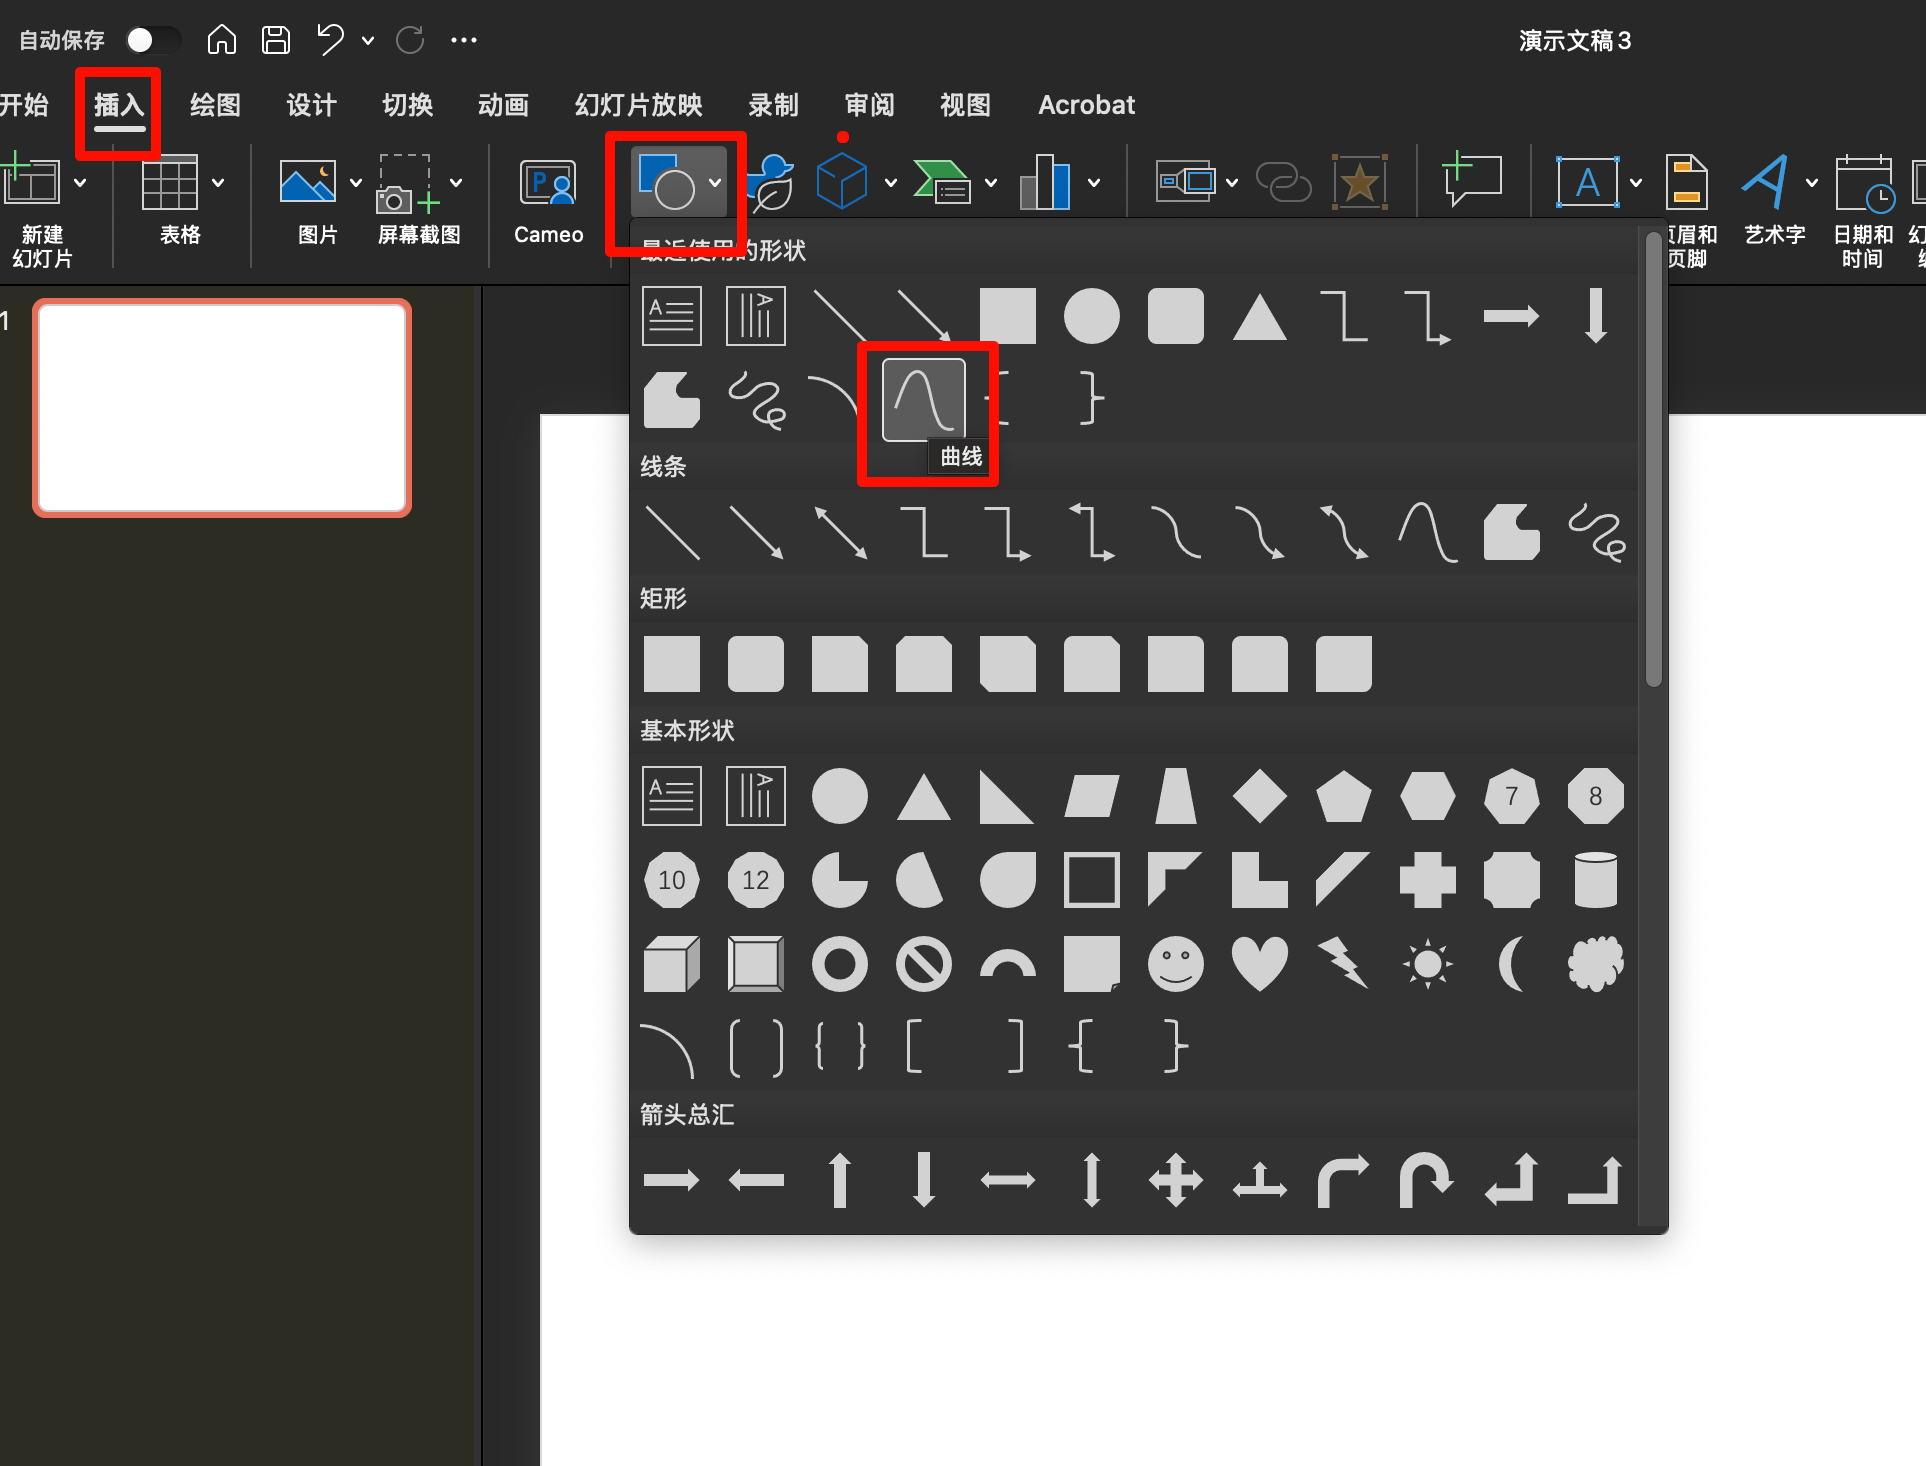 自动保存
演示文稿3
开始 插入 绘图 设计 切换 动画 幻灯片放映 录制 审阅 视图 Acrobat
新建
幻灯片
表格
图片
屏幕截图
Cameo
页眉和
页脚
艺术字
日期和
时间
幻
1
最近使用的形状
曲线
线条
矩形
基本形状
7 8
10 12
箭头总汇